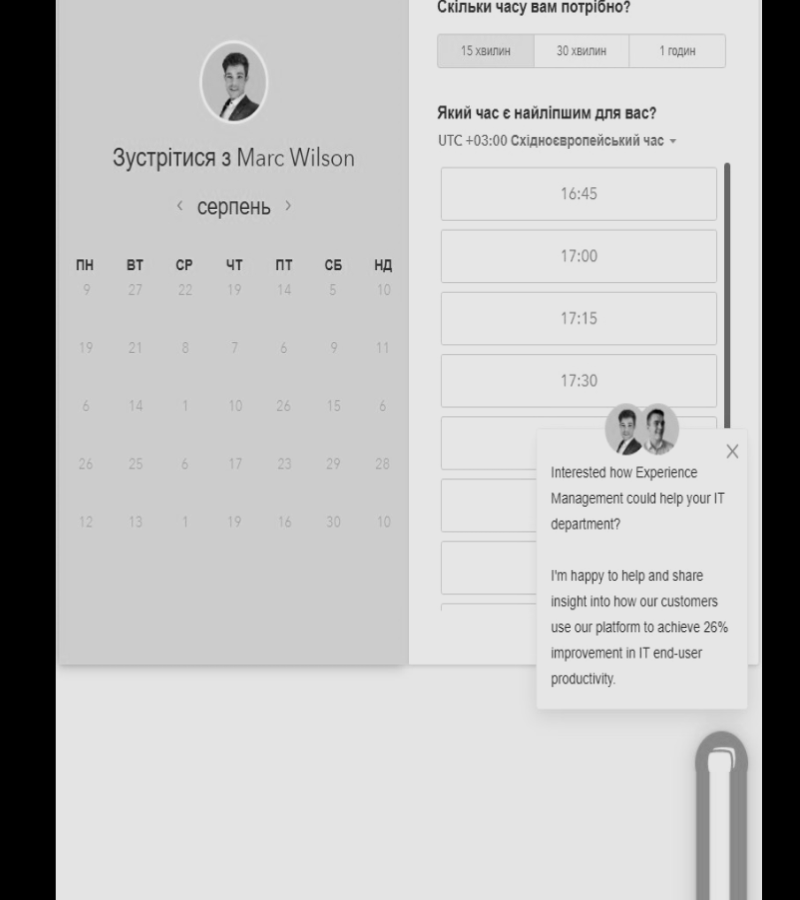 Зустрітися з Marc Wilson
серпень
ПН ВТ СР ЧТ ПТ СБ НД
9 27 22 19 14 5 10
19 21 8 7 6 9 11
6 14 1 10 26 15 6
26 25 6 17 23 29 28
12 13 1 19 16 30 10
Скільки часу вам потрібно?
15 хвилин 30 хвилин 1 годин
Який час є найліпшим для вас?
UTC +03:00 Східноєвропейський час
16:45
17:00
17:15
17:30
Interested how Experience
Management could help your IT
department?
I'm happy to help and share
insight into how our customers
use our platform to achieve 26%
improvement in IT end-user
productivity.